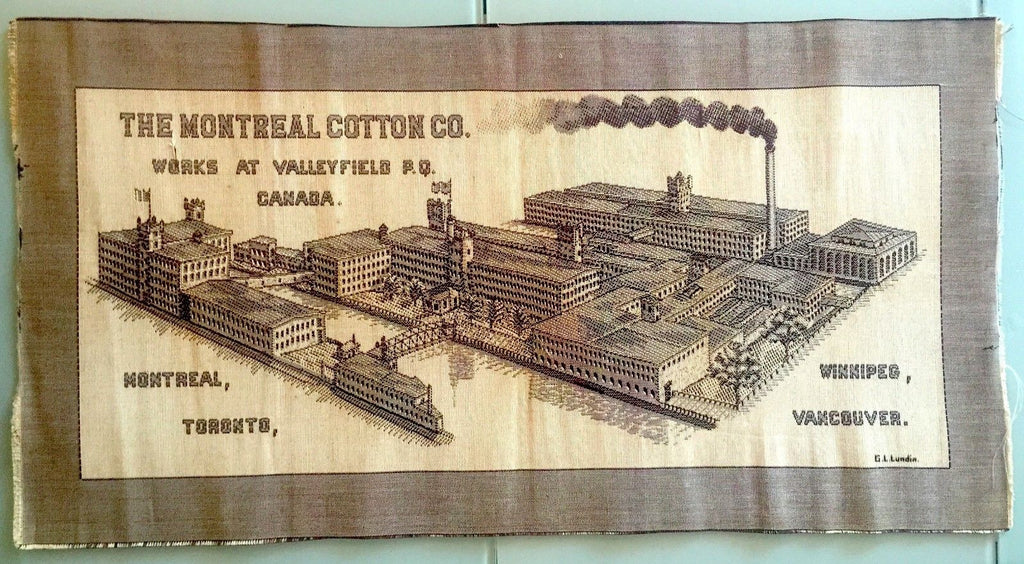 THE MONTREAL COTTON CO.
WORKS AT VALLEYFIELD P.Q.
CANADA.
MONTREAL,
TORONTO,
WINNIPEG,
VANCOUVER.
G.L.Lundin.